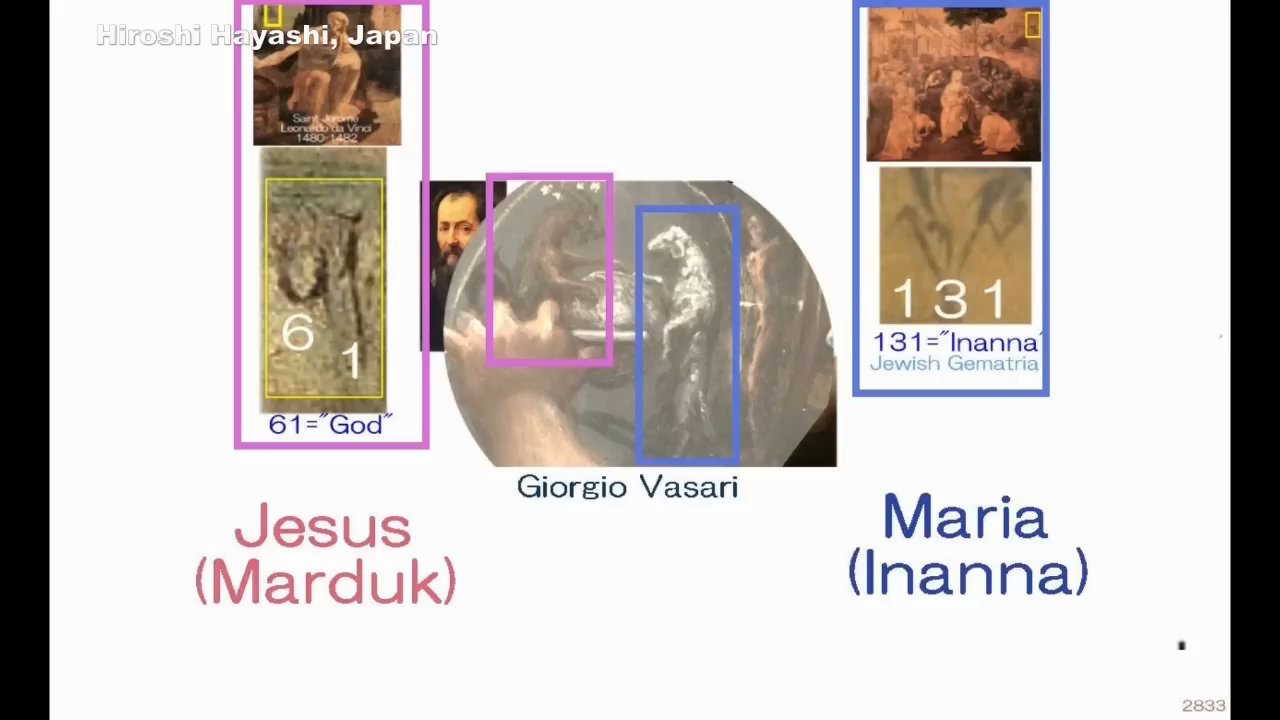 Hiroshi Hayashi, Japan
Saint Jerome
Leonardo da Vinci
1480-1482
6
1
61="God"
Jesus
(Marduk)
Giorgio Vasari
131
131="Inanna"
Jewish Gematria
Maria
(Inanna)
2833